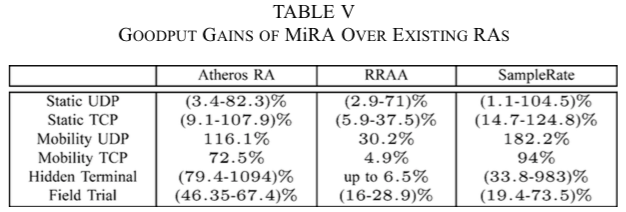 TABLE V
GOODPUT GAINS OF MIRA OVER EXISTING RAS
Atheros RA RRAA SampleRate
Static UDP (3.4-82.3)% (2.9-71)% (1.1-104.5)%
Static TCP (9.1-107.9)% (5.9-37.5)% (14.7-124.8)%
Mobility UDP 116.1% 30.2% 182.2%
Mobility TCP 72.5% 4.9% 94%
Hidden Terminal (79.4-1094)% up to 6.5% (33.8-983)%
Field Trial (46.35-67.4)% (16-28.9)% (19.4-73.5)%